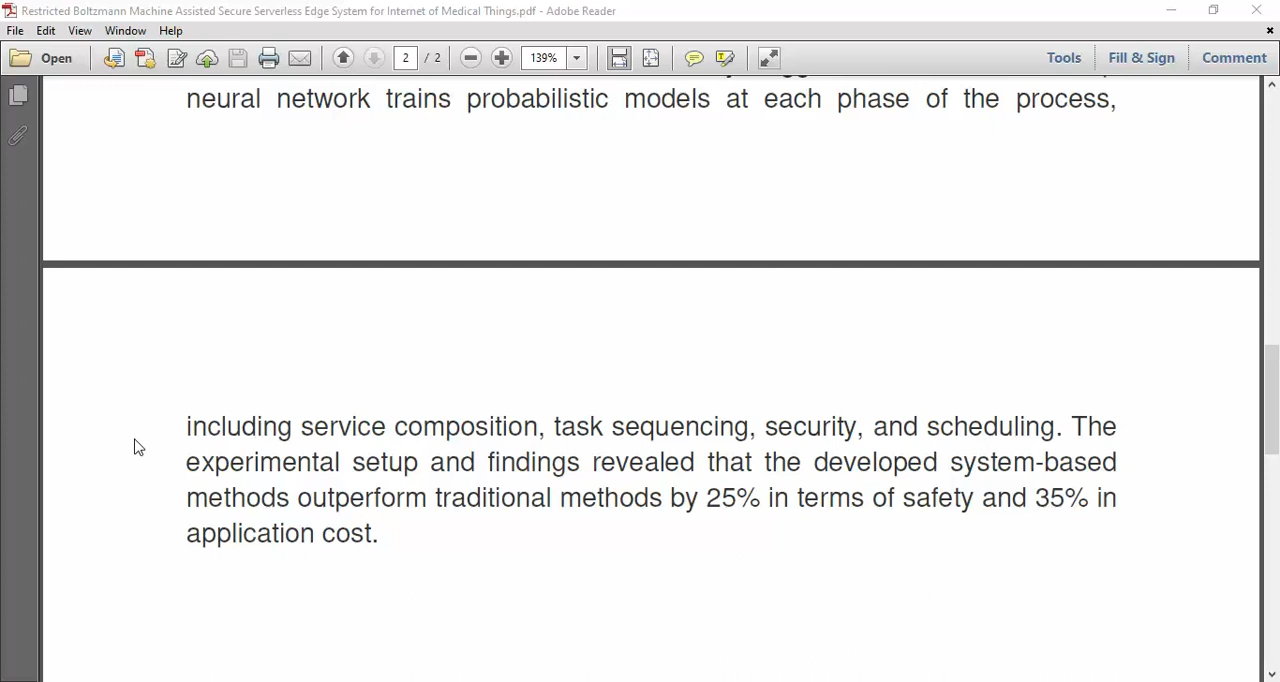 Restricted Boltzmann Machine Assisted Secure Serverless Edge System for Internet of Medical Things.pdf - Adobe Reader
File Edit View Window Help
Open 2 / 2 139% Tools Fill & Sign Comment
neural network trains probabilistic models at each phase of the process,
including service composition, task sequencing, security, and scheduling. The
experimental setup and findings revealed that the developed system-based
methods outperform traditional methods by 25% in terms of safety and 35% in
application cost.